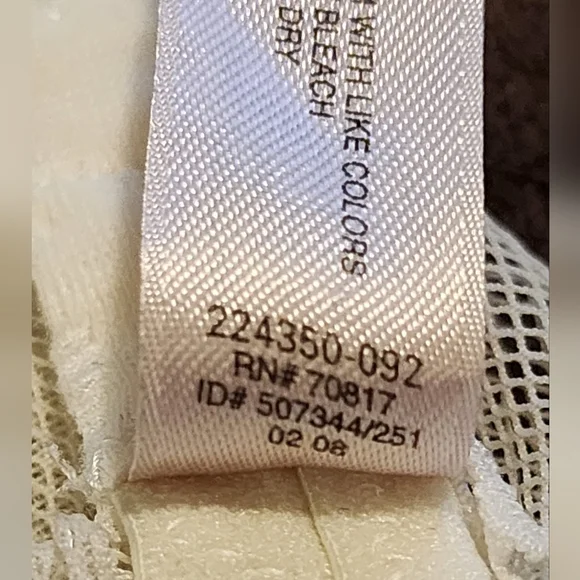 WITH LIKE COLORS
BLEACH
DRY
224350-092
RN# 70817
ID# 507344/251
02 08